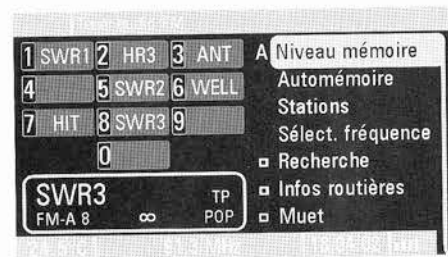 1 SWR1 2 HR3 3 ANT
4 5 SWR2 6 WELL
7 HIT 8 SWR3 9
0
SWR3 TP
FM-A 8 ∞ POP
A Niveau mémoire
Automémoire
Stations
Sélect. fréquence
Recherche
Infos routières
Muet